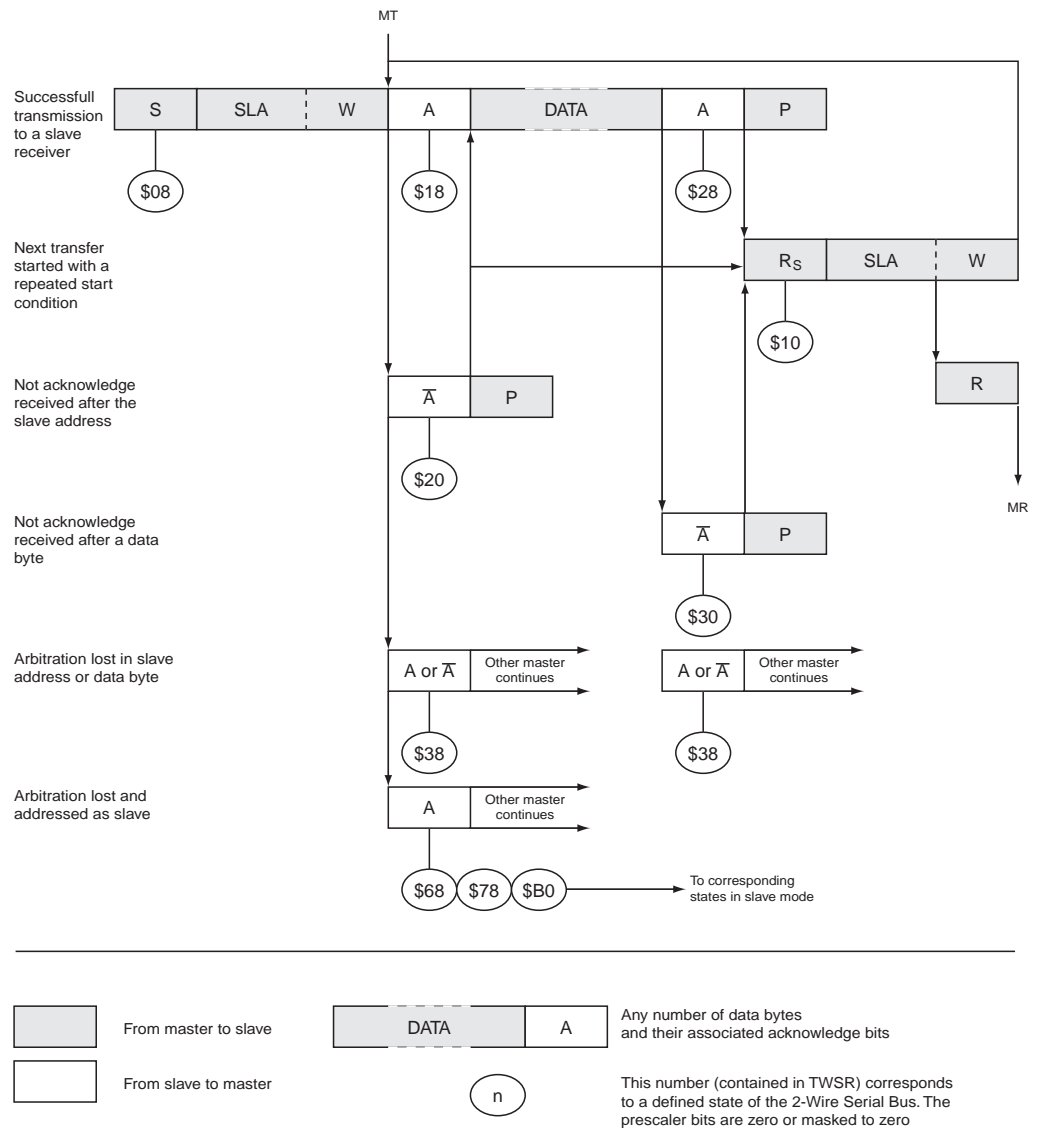 MT
Successfull
transmission
to a slave
receiver
S SLA W A DATA A P
$08 $18 $28
Next transfer
started with a
repeated start
condition
RS SLA W
$10
Not acknowledge
received after the
slave address
A̅ P
R
$20
MR
Not acknowledge
received after a data
byte
A̅ P
$30
Arbitration lost in slave
address or data byte
A or A̅
Other master
continues
A or A̅
Other master
continues
$38 $38
Arbitration lost and
addressed as slave
A
Other master
continues
$68 $78 $B0
To corresponding
states in slave mode
From master to slave
DATA A
Any number of data bytes
and their associated acknowledge bits
From slave to master
n
This number (contained in TWSR) corresponds
to a defined state of the 2-Wire Serial Bus. The
prescaler bits are zero or masked to zero